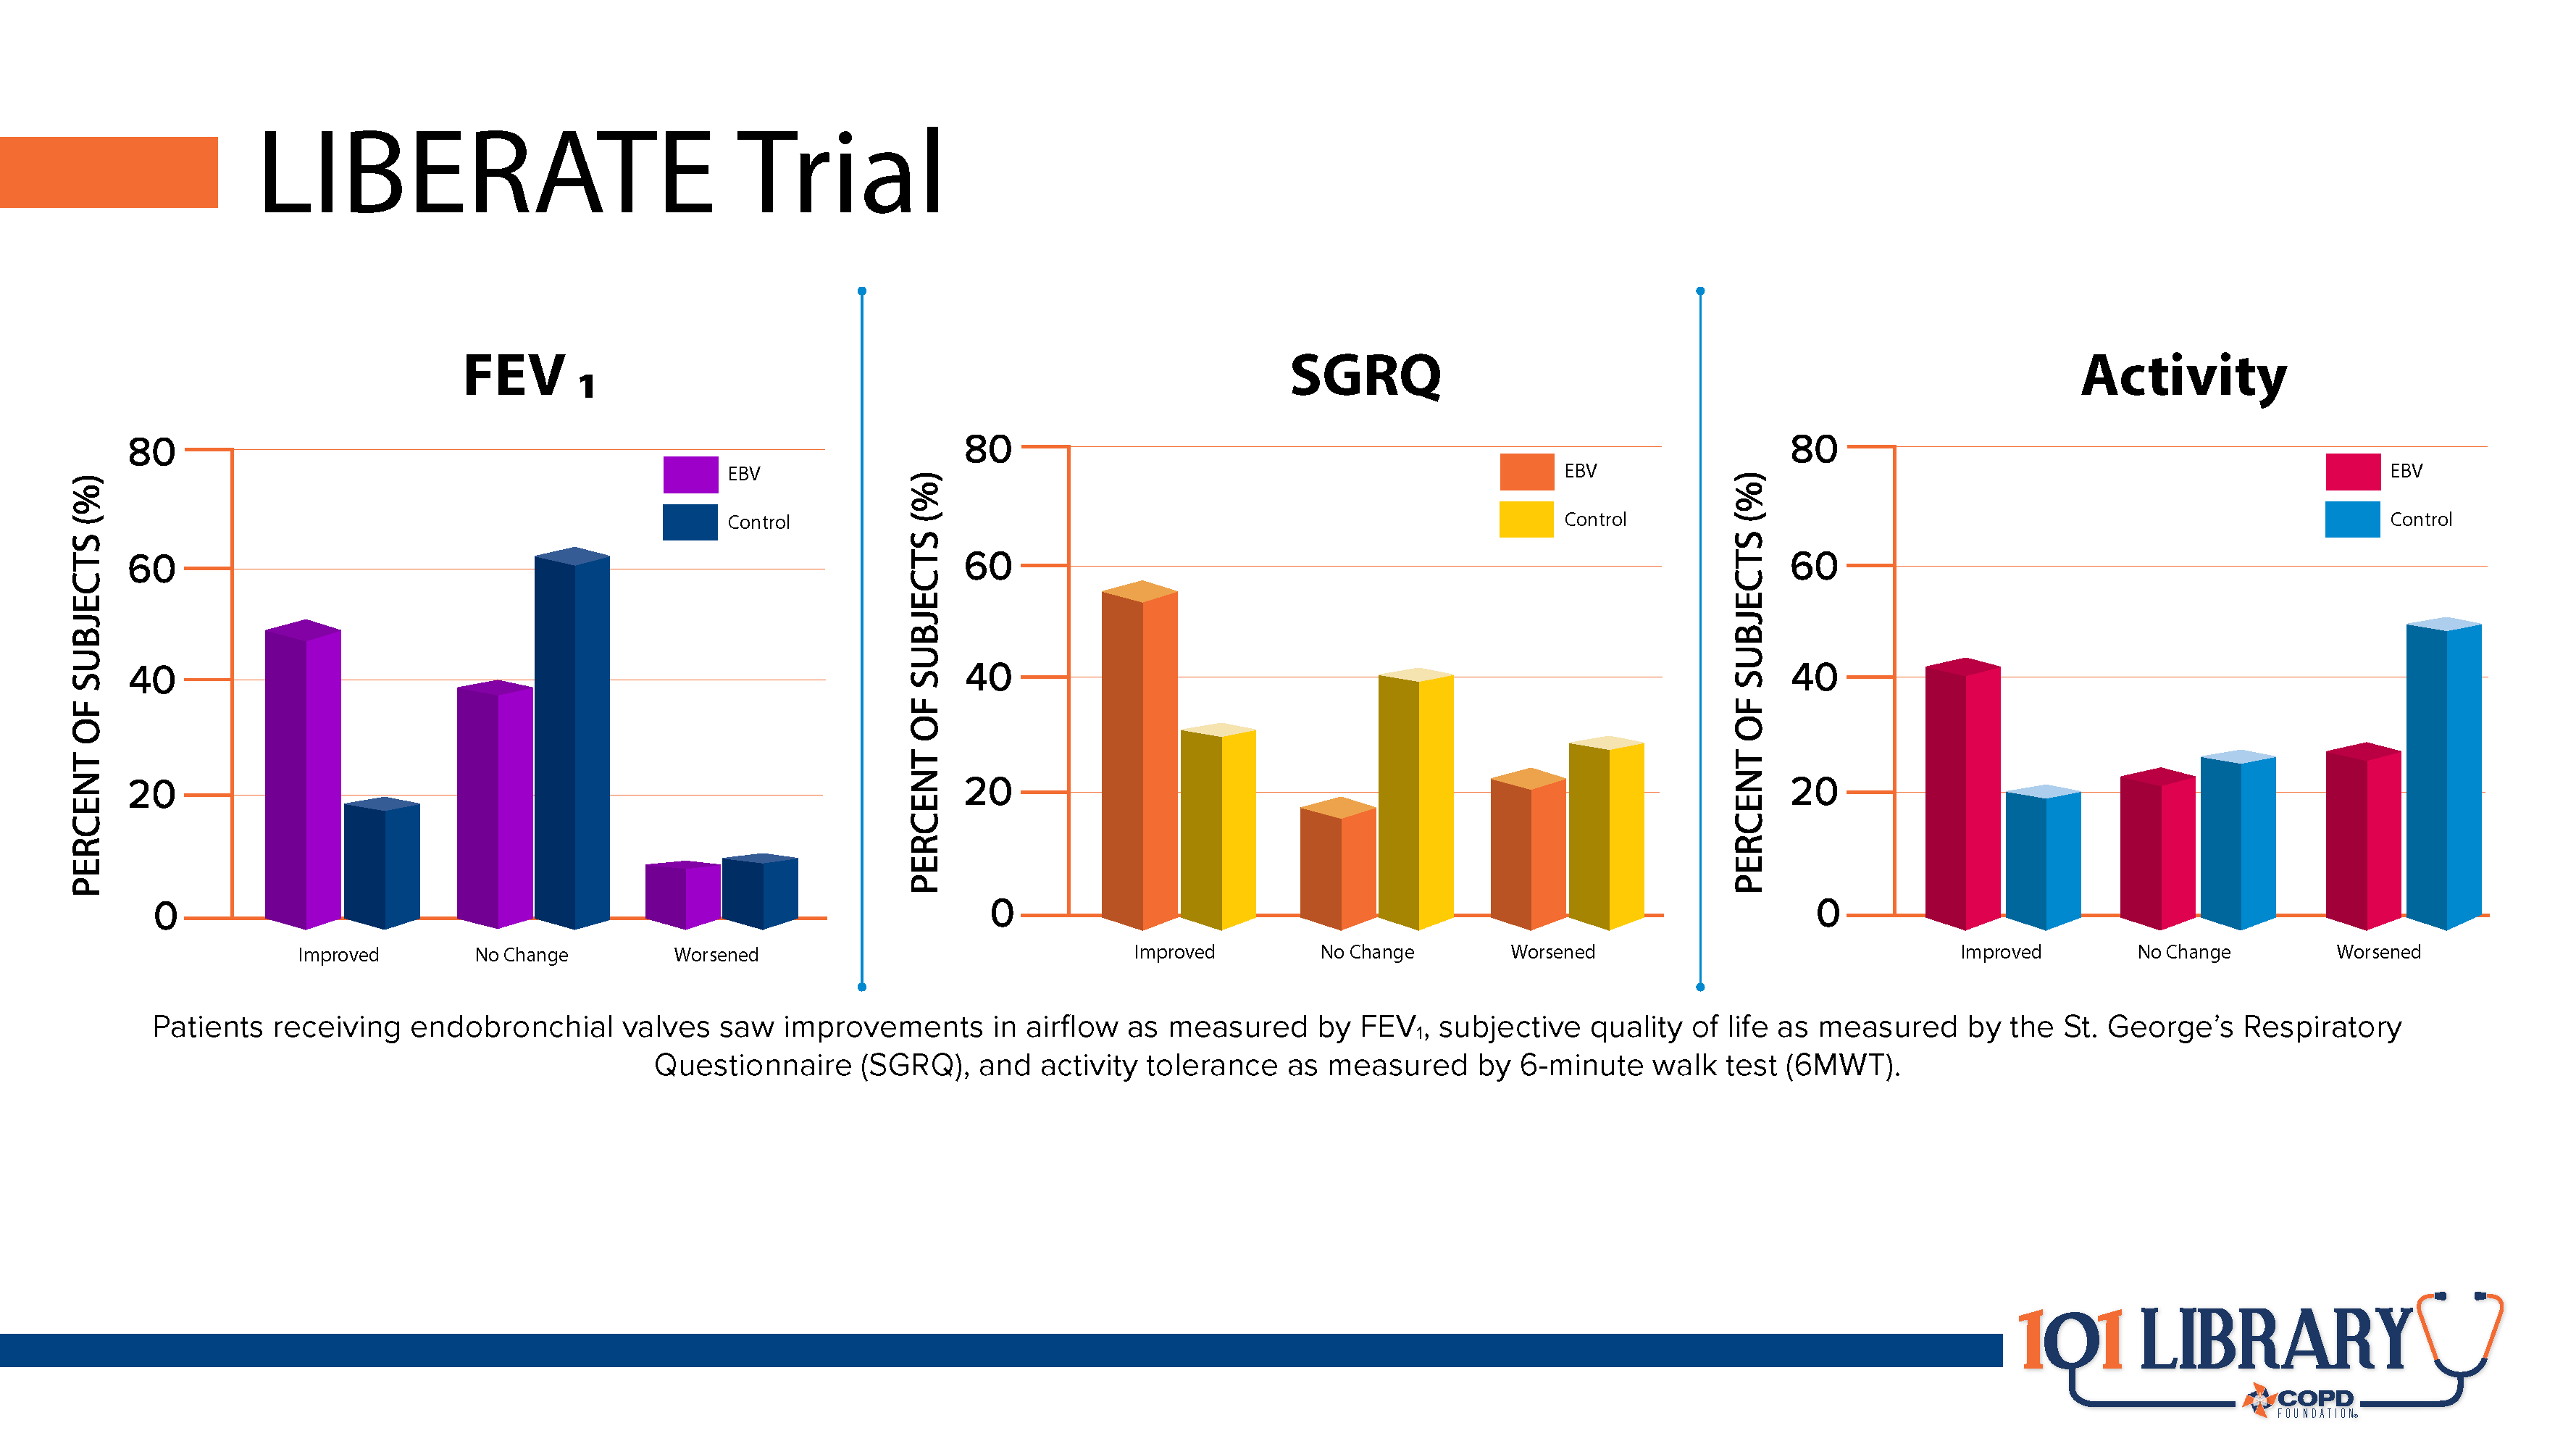 LIBERATE Trial
FEV 1
80
60
40
20
0
PERCENT OF SUBJECTS (%)
EBV
Control
Improved
No Change
Worsened
SGRQ
80
60
40
20
0
PERCENT OF SUBJECTS (%)
EBV
Control
Improved
No Change
Worsened
Activity
80
60
40
20
0
PERCENT OF SUBJECTS (%)
EBV
Control
Improved
No Change
Worsened
Patients receiving endobronchial valves saw improvements in airflow as measured by FEV₁, subjective quality of life as measured by the St. George’s Respiratory
Questionnaire (SGRQ), and activity tolerance as measured by 6-minute walk test (6MWT).
101 LIBRARY
COPD
FOUNDATION®